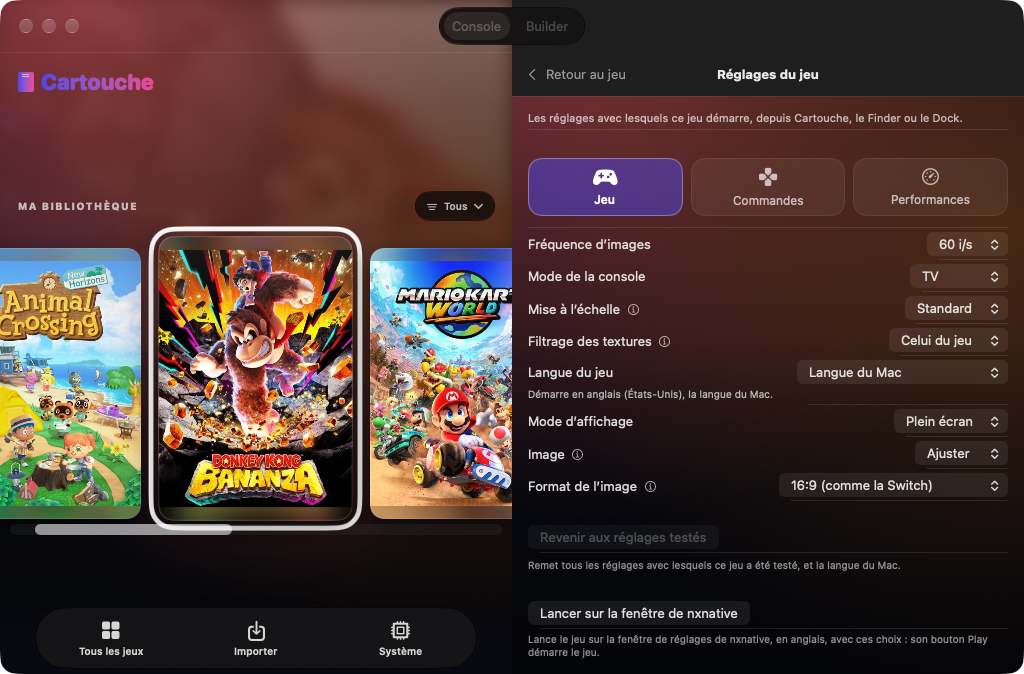 Console
Builder
Cartouche
Retour au jeu
Réglages du jeu
Les réglages avec lesquels ce jeu démarre, depuis Cartouche, le Finder ou le Dock.
Jeu
Commandes
Performances
MA BIBLIOTHÈQUE
Tous
New Horizons
Animal
Crossing
DONKEY KONG
BANANZA
MARIOKART
WORLD
Fréquence d'images
60 i/s
Mode de la console
TV
Mise à l'échelle
Standard
Filtrage des textures
Celui du jeu
Langue du jeu
Langue du Mac
Démarre en anglais (États-Unis), la langue du Mac.
Mode d'affichage
Plein écran
Image
Ajuster
Format de l'image
16:9 (comme la Switch)
Revenir aux réglages testés
Remet tous les réglages avec lesquels ce jeu a été testé, et la langue du Mac.
Lancer sur la fenêtre de nxnative
Lance le jeu sur la fenêtre de réglages de nxnative, en anglais, avec ces choix : son bouton Play
démarre le jeu.
Tous les jeux
Importer
Système